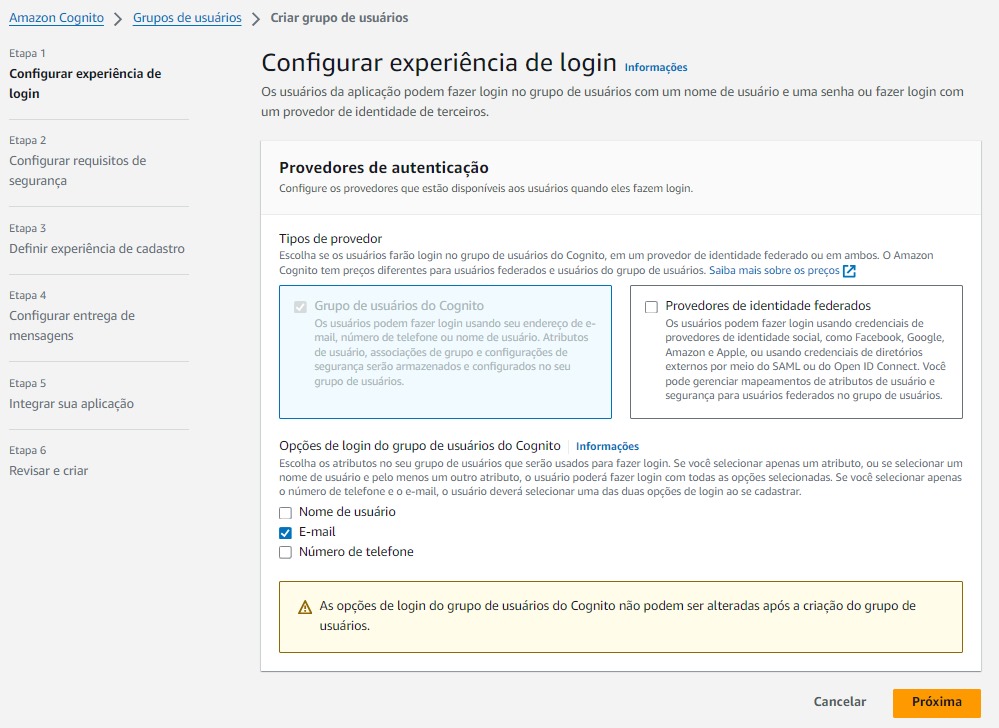 Amazon Cognito > Grupos de usuários > Criar grupo de usuários
Etapa 1
Configurar experiência de
login
Etapa 2
Configurar requisitos de
segurança
Etapa 3
Definir experiência de cadastro
Etapa 4
Configurar entrega de
mensagens
Etapa 5
Integrar sua aplicação
Etapa 6
Revisar e criar
Configurar experiência de login Informações
Os usuários da aplicação podem fazer login no grupo de usuários com um nome de usuário e uma senha ou fazer login com
um provedor de identidade de terceiros.
Provedores de autenticação
Configure os provedores que estão disponíveis aos usuários quando eles fazem login.
Tipos de provedor
Escolha se os usuários farão login no grupo de usuários do Cognito, em um provedor de identidade federado ou em ambos. O Amazon
Cognito tem preços diferentes para usuários federados e usuários do grupo de usuários. Saiba mais sobre os preços
Grupo de usuários do Cognito
Os usuários podem fazer login usando seu endereço de e-
mail, número de telefone ou nome de usuário. Atributos
de usuário, associações de grupo e configurações de
segurança serão armazenados e configurados no seu
grupo de usuários.
Provedores de identidade federados
Os usuários podem fazer login usando credenciais de
provedores de identidade social, como Facebook, Google,
Amazon e Apple, ou usando credenciais de diretórios
externos por meio do SAML ou do Open ID Connect. Você
pode gerenciar mapeamentos de atributos de usuário e
segurança para usuários federados no grupo de usuários.
Opções de login do grupo de usuários do Cognito Informações
Escolha os atributos no seu grupo de usuários que serão usados para fazer login. Se você selecionar apenas um atributo, ou se selecionar um
nome de usuário e pelo menos um outro atributo, o usuário poderá fazer login com todas as opções selecionadas. Se você selecionar apenas
o número de telefone e o e-mail, o usuário deverá selecionar uma das duas opções de login ao se cadastrar.
Nome de usuário
E-mail
Número de telefone
As opções de login do grupo de usuários do Cognito não podem ser alteradas após a criação do grupo de
usuários.
Cancelar
Próxima